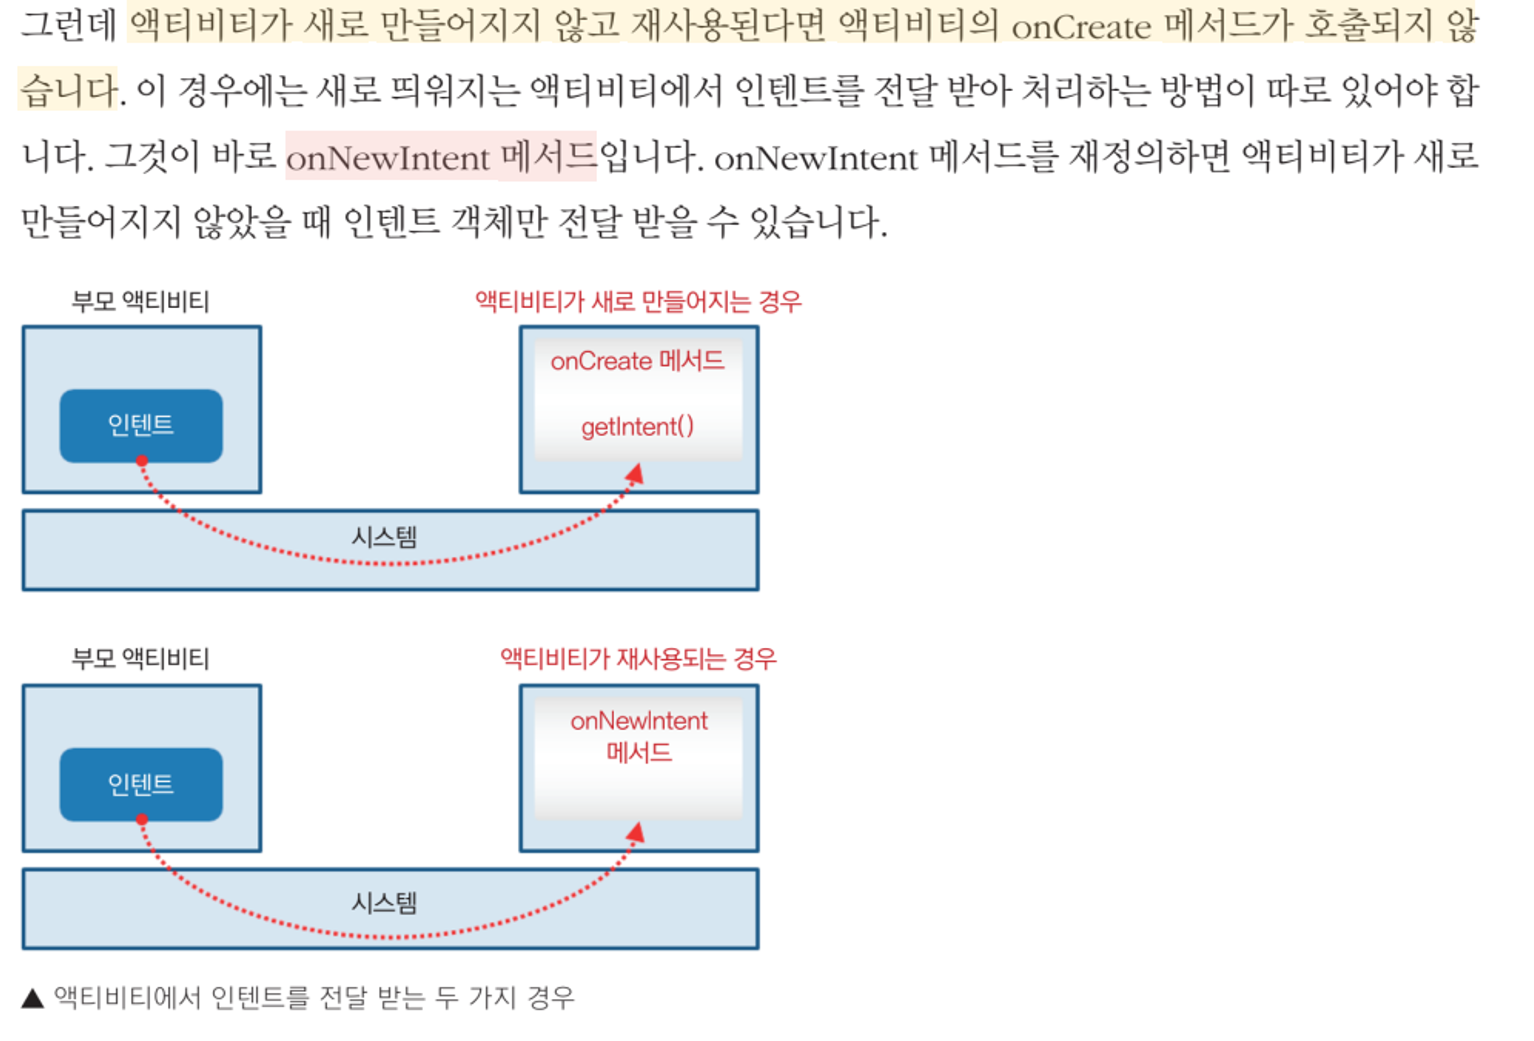 그런데 액티비티가 새로 만들어지지 않고 재사용된다면 액티비티의 onCreate 메서드가 호출되지 않
습니다. 이 경우에는 새로 띄워지는 액티비티에서 인텐트를 전달 받아 처리하는 방법이 따로 있어야 합
니다. 그것이 바로 onNewIntent 메서드입니다. onNewIntent 메서드를 재정의하면 액티비티가 새로
만들어지지 않았을 때 인텐트 객체만 전달 받을 수 있습니다.
부모 액티비티
액티비티가 새로 만들어지는 경우
인텐트
onCreate 메서드
getIntent()
시스템
부모 액티비티
액티비티가 재사용되는 경우
인텐트
onNewIntent
메서드
시스템
▲ 액티비티에서 인텐트를 전달 받는 두 가지 경우